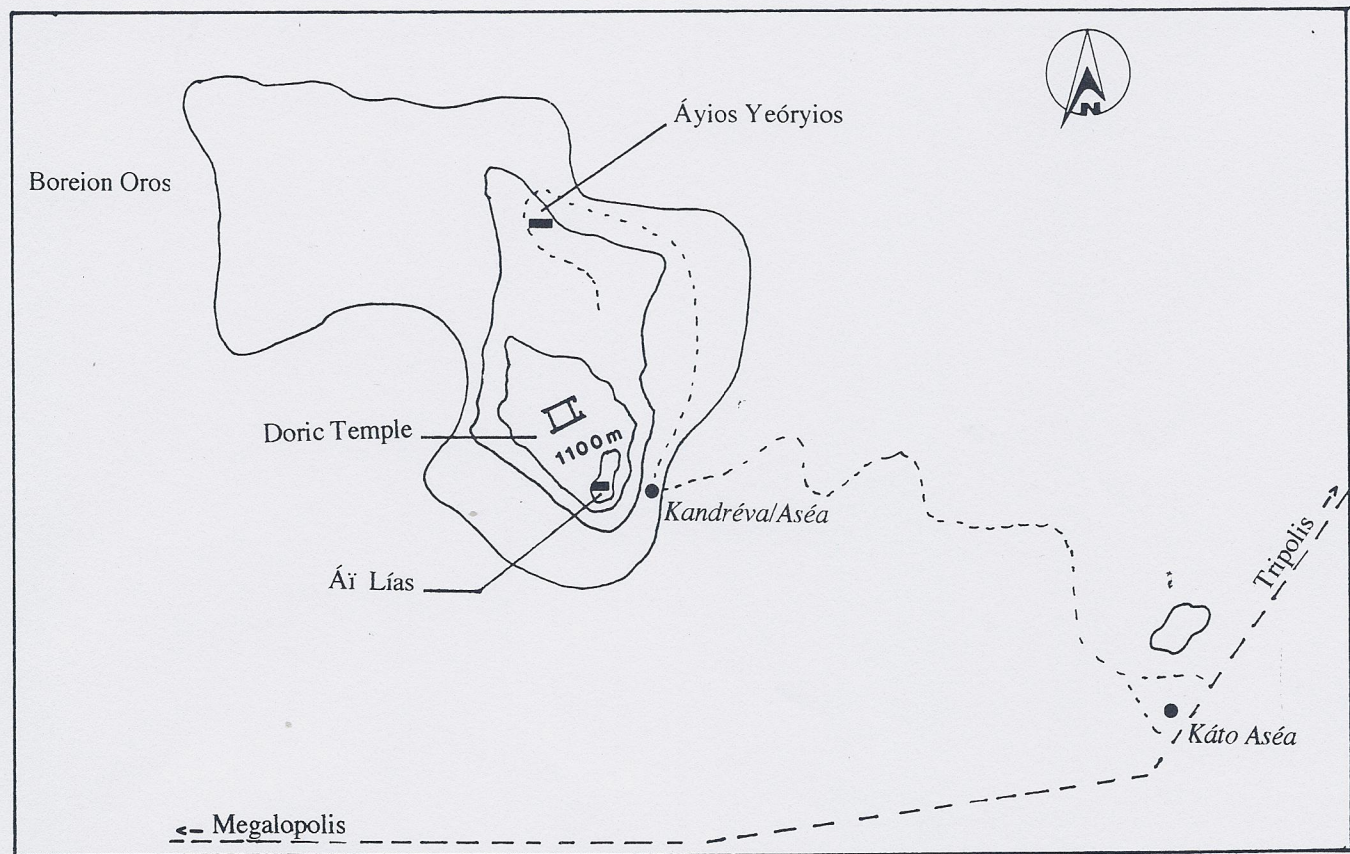 Áyios Yeóryios
N
Boreion Oros
Doric Temple
1100m
Kandréva/Aséa
Áï Lías
Tripolis
Káto Aséa
Megalopolis